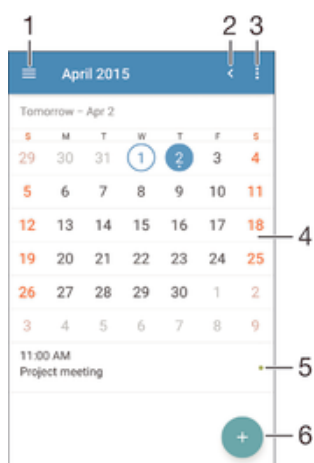 1 2 3
April 2015
Tomorrow – Apr 2
S M T W T F S
29 30 31 1 2 3 4
5 6 7 8 9 10 11
12 13 14 15 16 17 18
4
19 20 21 22 23 24 25
26 27 28 29 30 1 2
3 4 5 6 7 8 9
11:00 AM
5
Project meeting
+ 6